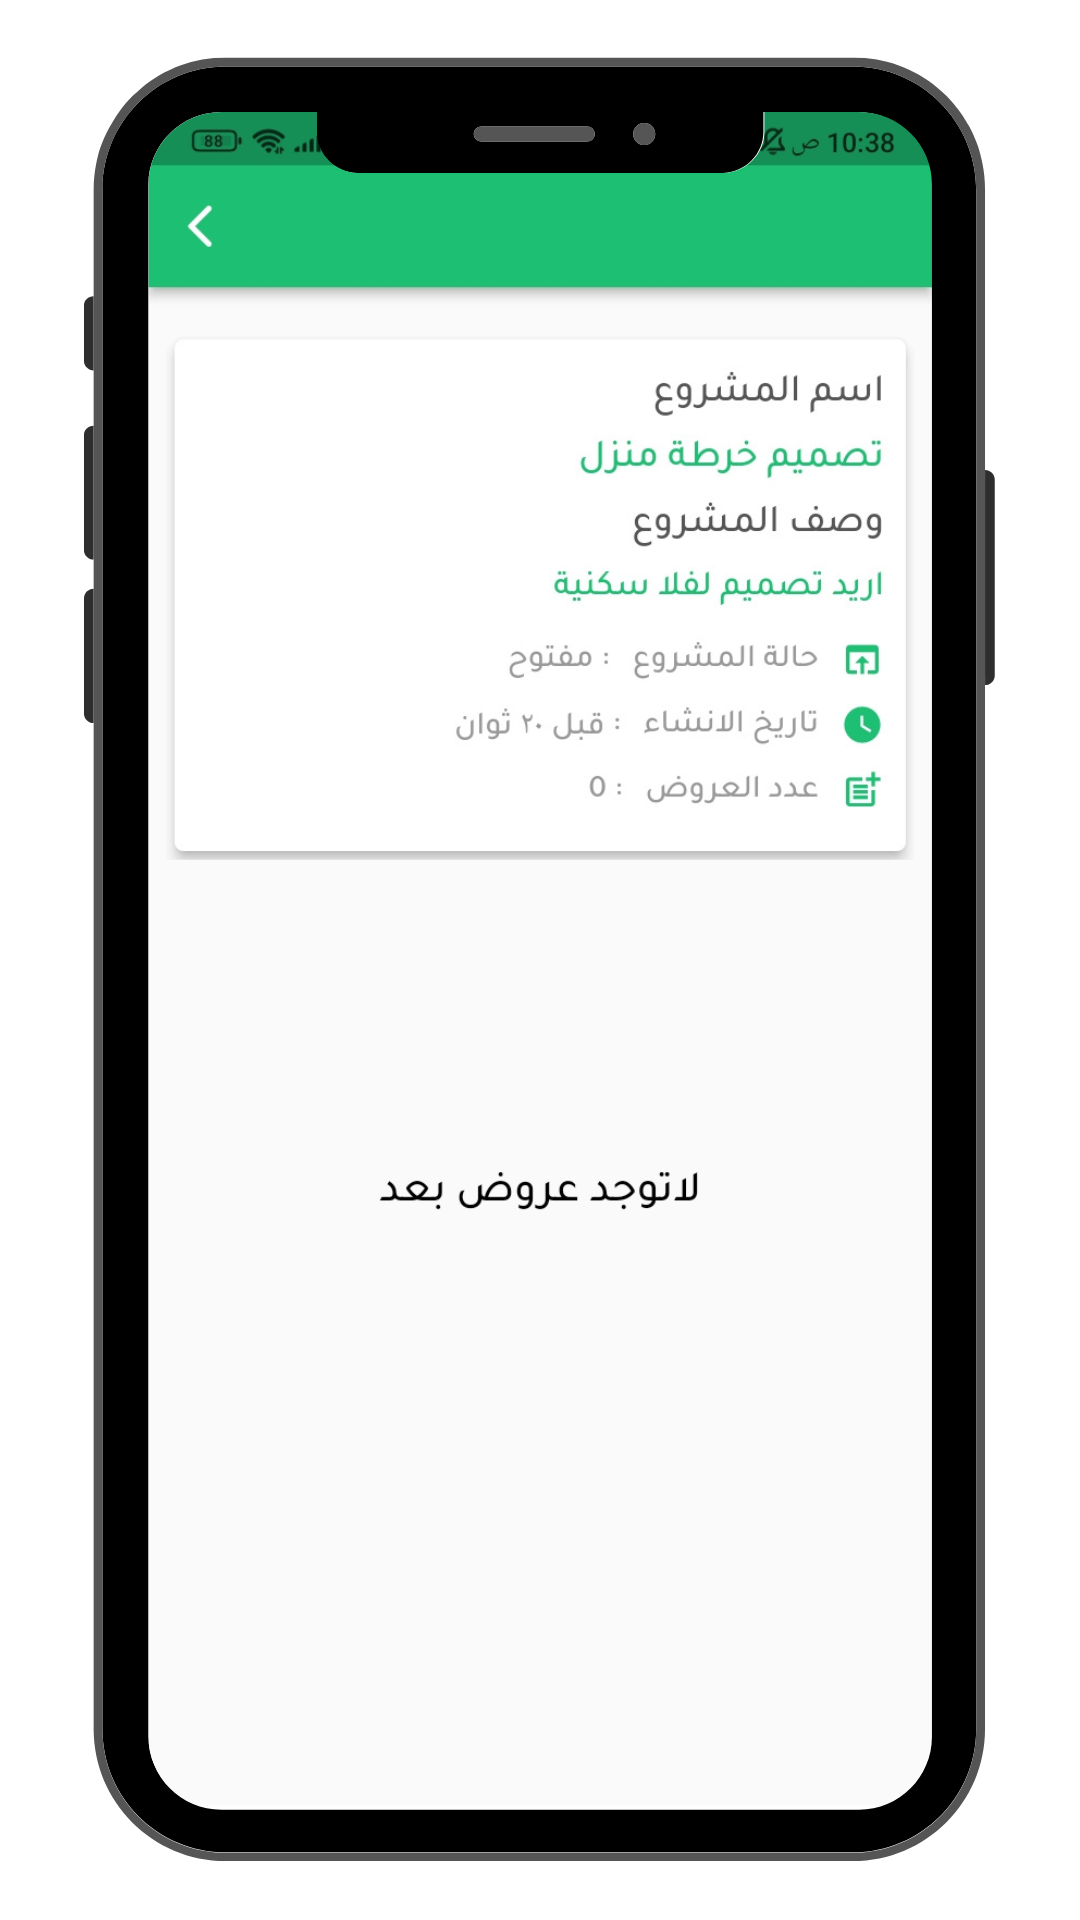 10:38 ص
88
اسم المشروع
تصميم خرطة منزل
وصف المشروع
اريد تصميم لفلا سكنية
حالة المشروع : مفتوح
تاريخ الانشاء : قبل ٢٠ ثوان
عدد العروض : 0
لاتوجد عروض بعد